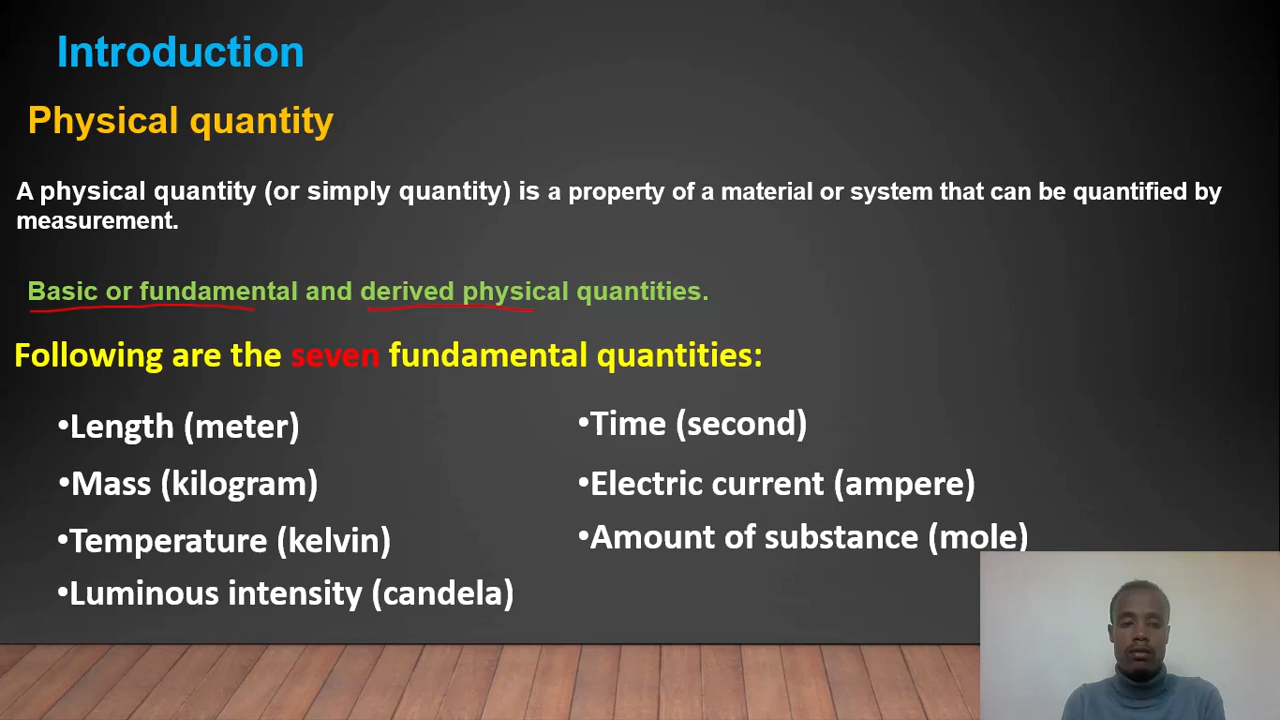 Introduction
Physical quantity
A physical quantity (or simply quantity) is a property of a material or system that can be quantified by
measurement.
Basic or fundamental and derived physical quantities.
Following are the seven fundamental quantities:
•Length (meter)
•Mass (kilogram)
•Temperature (kelvin)
•Luminous intensity (candela)
•Time (second)
•Electric current (ampere)
•Amount of substance (mole)